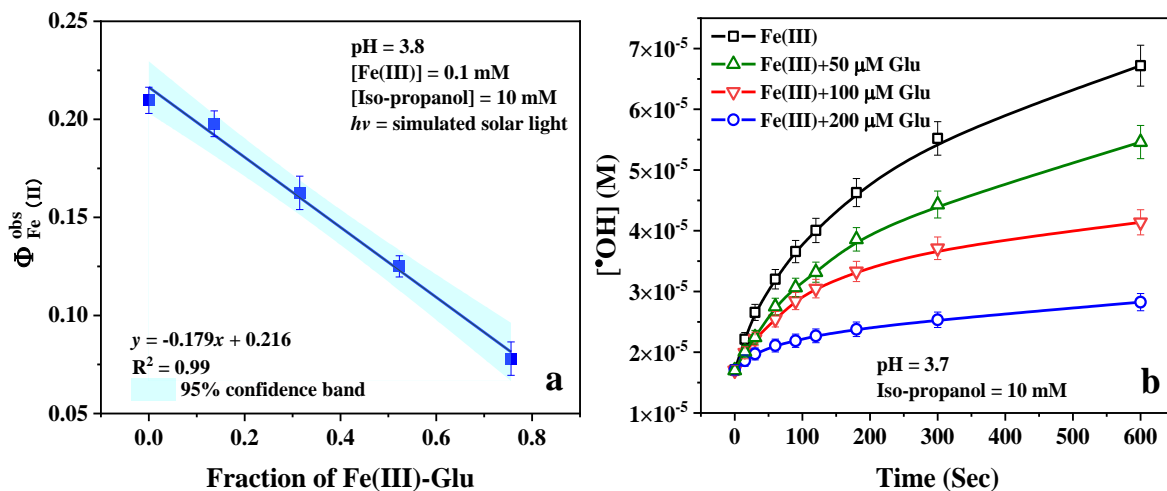 pH = 3.8
[Fe(III)] = 0.1 mM
[Iso-propanol] = 10 mM
hν = simulated solar light
0.25
0.20
0.15
0.10
0.05
Φ obs Fe (II)
y = -0.179x + 0.216
R² = 0.99
95% confidence band
a
0.0 0.2 0.4 0.6 0.8
Fraction of Fe(III)-Glu
Fe(III)
Fe(III)+50 μM Glu
Fe(III)+100 μM Glu
Fe(III)+200 μM Glu
7×10⁻⁵
6×10⁻⁵
5×10⁻⁵
4×10⁻⁵
3×10⁻⁵
2×10⁻⁵
1×10⁻⁵
[•OH] (M)
pH = 3.7
Iso-propanol = 10 mM
b
0 100 200 300 400 500 600
Time (Sec)